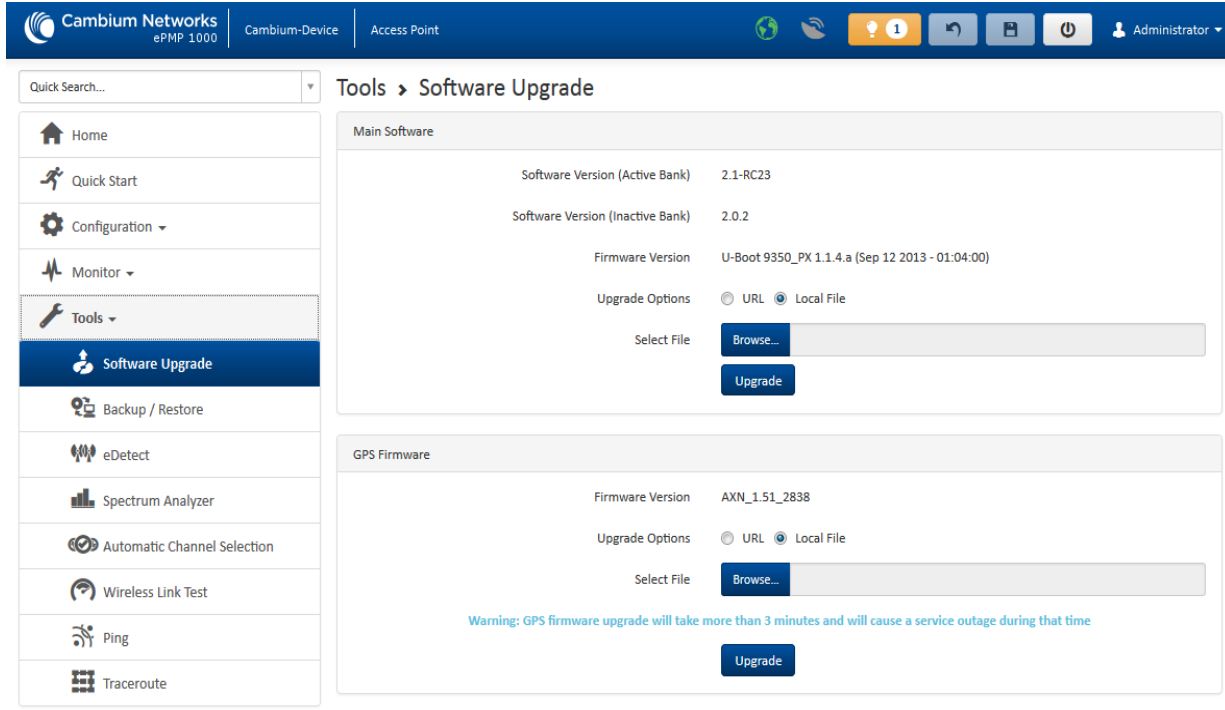 Cambium Networks
ePMP 1000
Cambium-Device
Access Point
1
Administrator
Quick Search...
Home
Quick Start
Configuration
Monitor
Tools
Software Upgrade
Backup / Restore
eDetect
Spectrum Analyzer
Automatic Channel Selection
Wireless Link Test
Ping
Traceroute
Tools > Software Upgrade
Main Software
Software Version (Active Bank) 2.1-RC23
Software Version (Inactive Bank) 2.0.2
Firmware Version U-Boot 9350_PX 1.1.4.a (Sep 12 2013 - 01:04:00)
Upgrade Options URL Local File
Select File Browse...
Upgrade
GPS Firmware
Firmware Version AXN_1.51_2838
Upgrade Options URL Local File
Select File Browse...
Warning: GPS firmware upgrade will take more than 3 minutes and will cause a service outage during that time
Upgrade